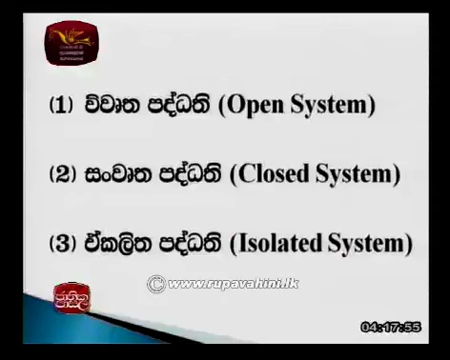 (1) විවෘත පද්ධති (Open System)
(2) සංවෘත පද්ධති (Closed System)
(3) ඒකලිත පද්ධති (Isolated System)
© www.rupavahini.lk
ජාතික
පාසල
04:17:55